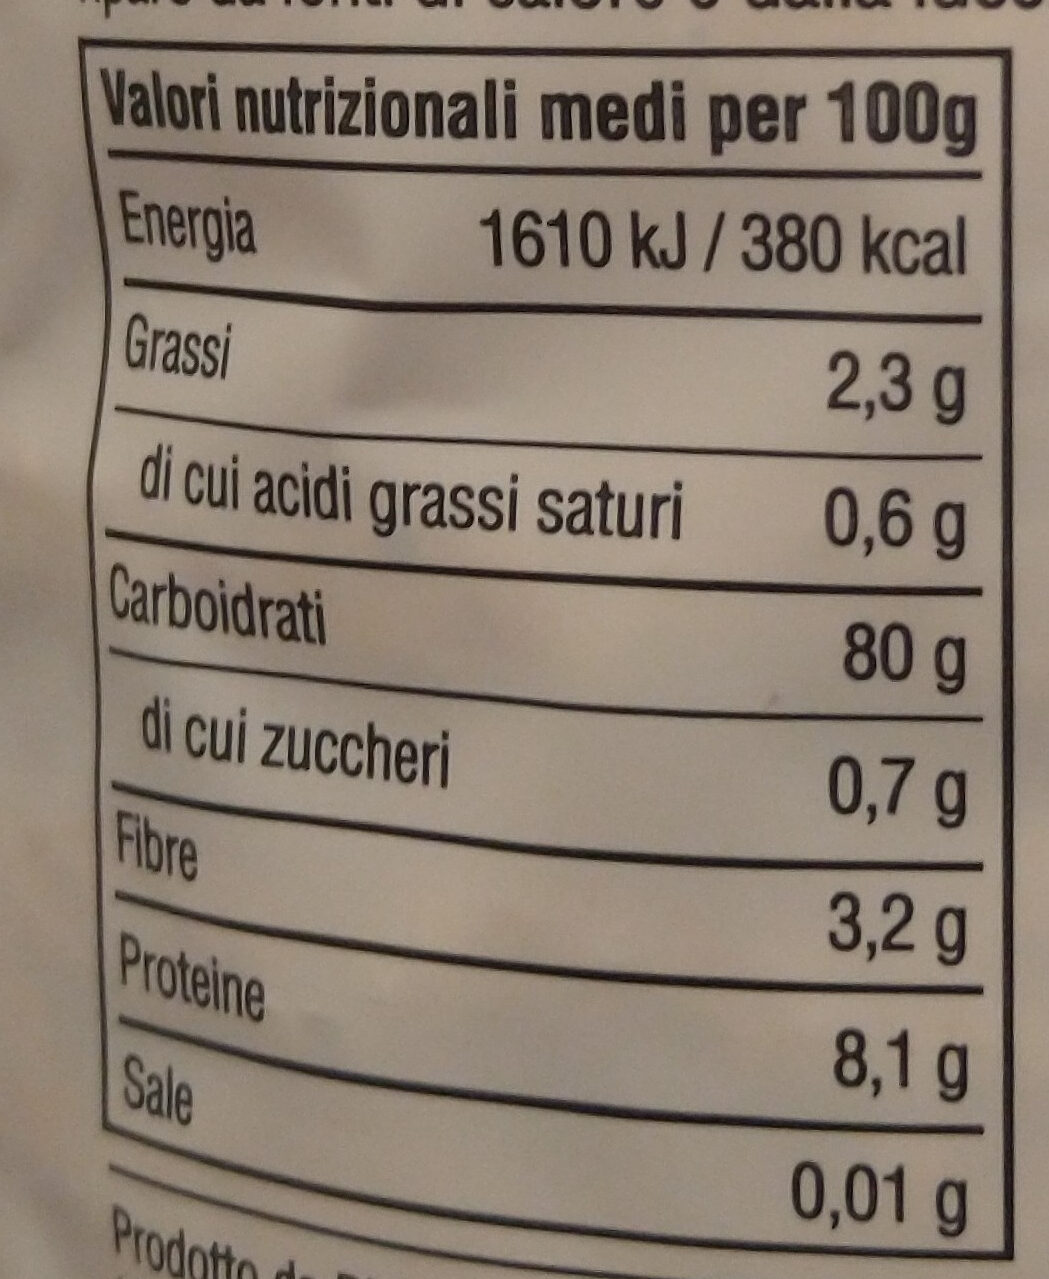 Valori nutrizionali medi per 100g
Energia 1610 kJ / 380 kcal
Grassi 2,3 g
di cui acidi grassi saturi 0,6 g
Carboidrati 80 g
di cui zuccheri 0,7 g
Fibre 3,2 g
Proteine 8,1 g
Sale 0,01 g
Prodotto